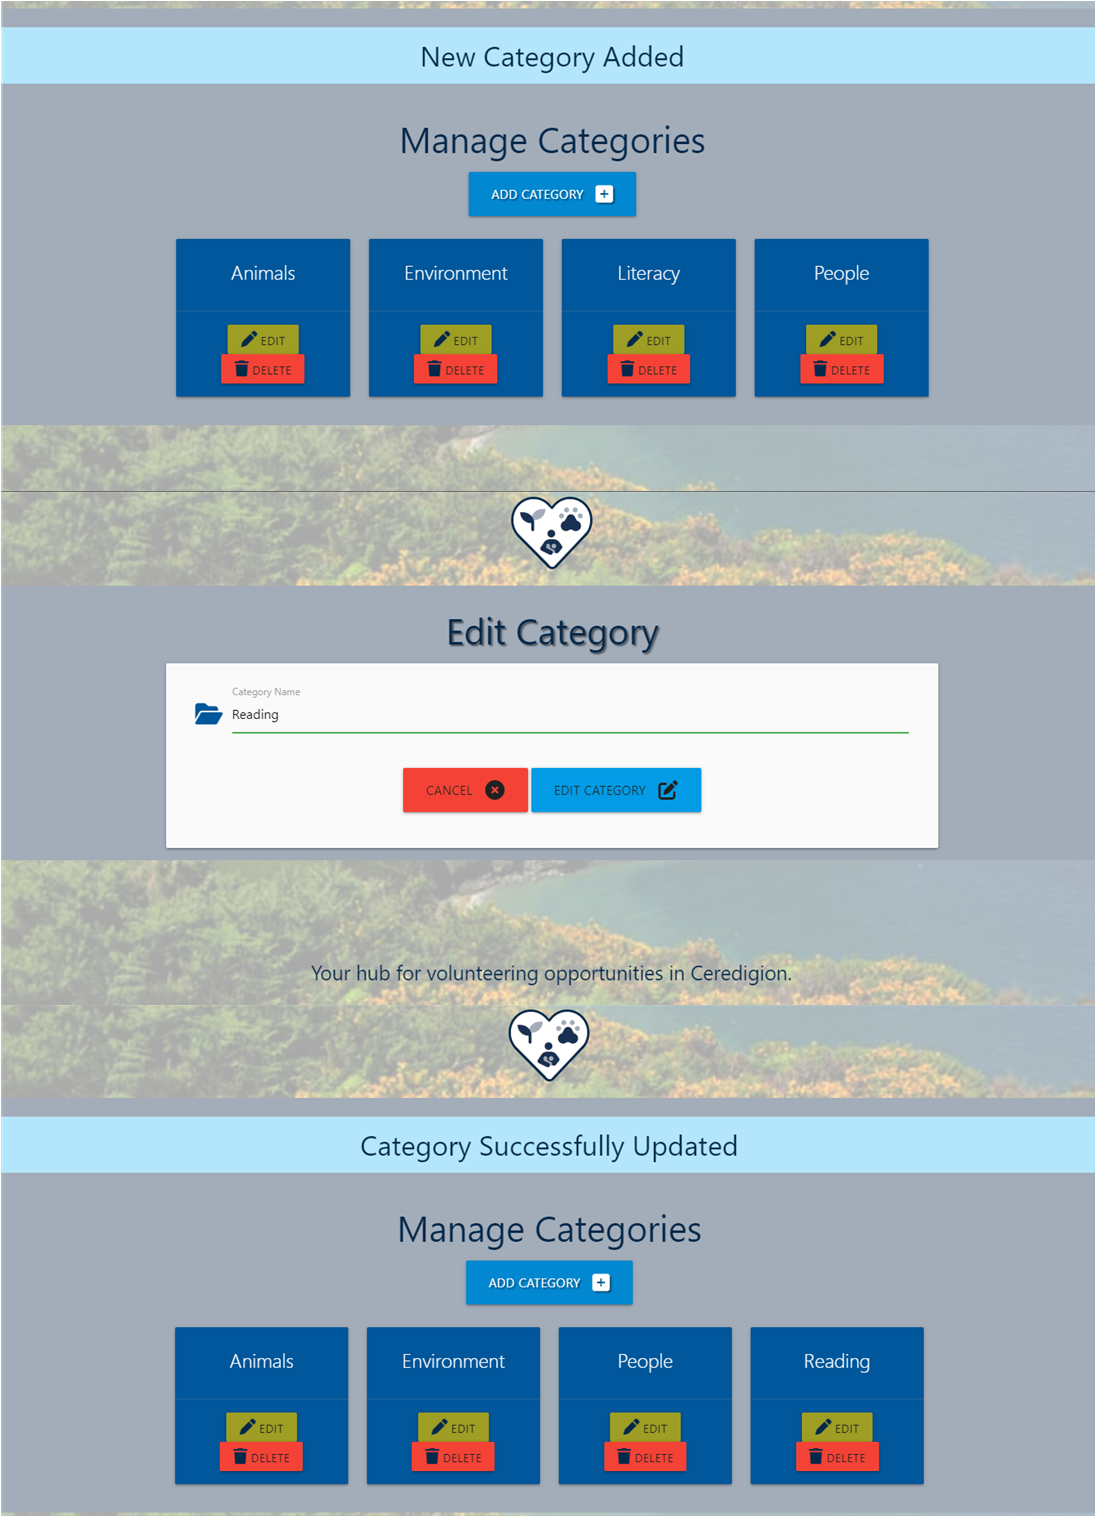 New Category Added
Manage Categories
ADD CATEGORY
Animals Environment Literacy People
EDIT EDIT EDIT EDIT
DELETE DELETE DELETE DELETE
Edit Category
Category Name
Reading
CANCEL EDIT CATEGORY
Your hub for volunteering opportunities in Ceredigion.
Category Successfully Updated
Manage Categories
ADD CATEGORY
Animals Environment People Reading
EDIT EDIT EDIT EDIT
DELETE DELETE DELETE DELETE